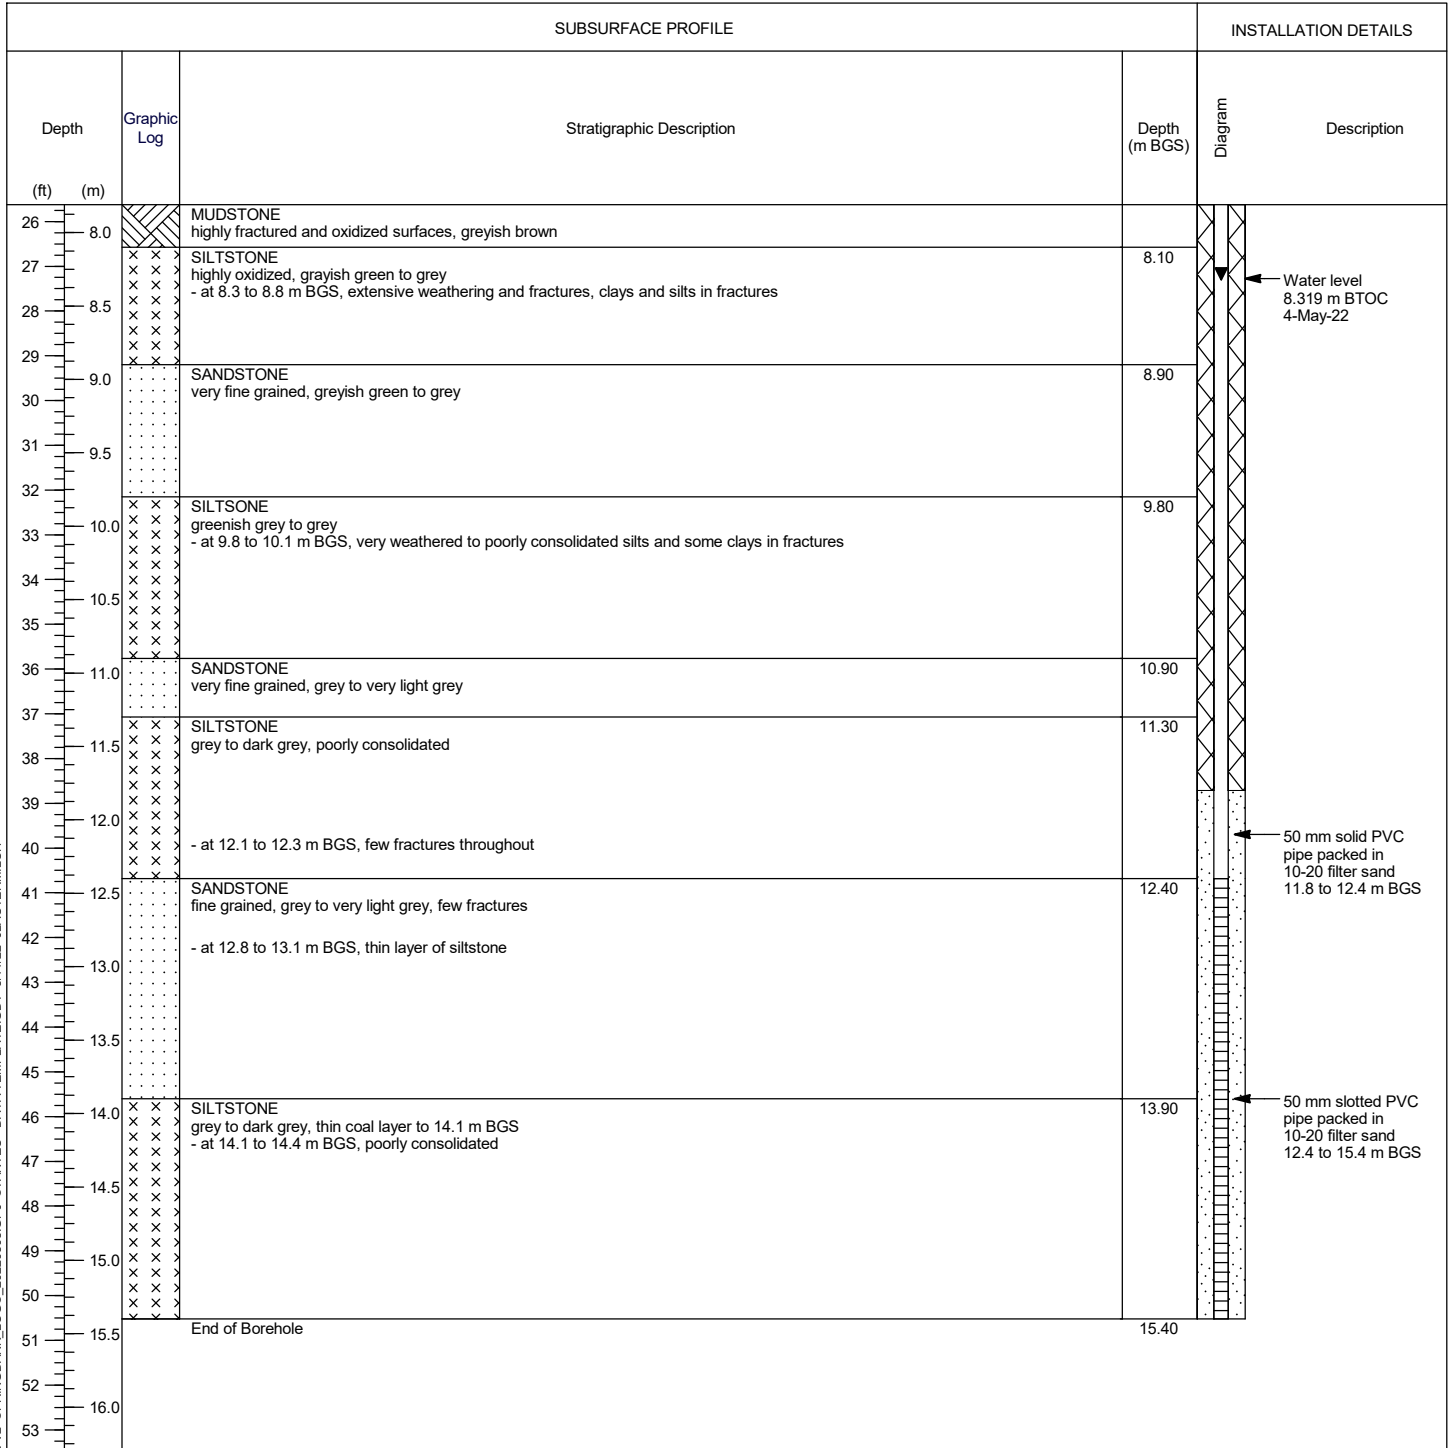 SUBSURFACE PROFILE
INSTALLATION DETAILS
Depth
Graphic
Log
Stratigraphic Description
Depth
(m BGS)
Diagram
Description
(ft) (m)
26
8.0
27
28
8.5
29
9.0
30
31
9.5
32
10.0
33
34
10.5
35
36
11.0
37
11.5
38
39
12.0
40
41
12.5
42
13.0
43
44
13.5
45
14.0
46
47
14.5
48
49
15.0
50
15.5
51
52
16.0
53
MUDSTONE
highly fractured and oxidized surfaces, greyish brown
SILTSTONE
highly oxidized, grayish green to grey
- at 8.3 to 8.8 m BGS, extensive weathering and fractures, clays and silts in fractures
SANDSTONE
very fine grained, greyish green to grey
SILTSONE
greenish grey to grey
- at 9.8 to 10.1 m BGS, very weathered to poorly consolidated silts and some clays in fractures
SANDSTONE
very fine grained, grey to very light grey
SILTSTONE
grey to dark grey, poorly consolidated
- at 12.1 to 12.3 m BGS, few fractures throughout
SANDSTONE
fine grained, grey to very light grey, few fractures
- at 12.8 to 13.1 m BGS, thin layer of siltstone
SILTSTONE
grey to dark grey, thin coal layer to 14.1 m BGS
- at 14.1 to 14.4 m BGS, poorly consolidated
End of Borehole
8.10
8.90
9.80
10.90
11.30
12.40
13.90
15.40
Water level
8.319 m BTOC
4-May-22
50 mm solid PVC
pipe packed in
10-20 filter sand
11.8 to 12.4 m BGS
50 mm slotted PVC
pipe packed in
10-20 filter sand
12.4 to 15.4 m BGS